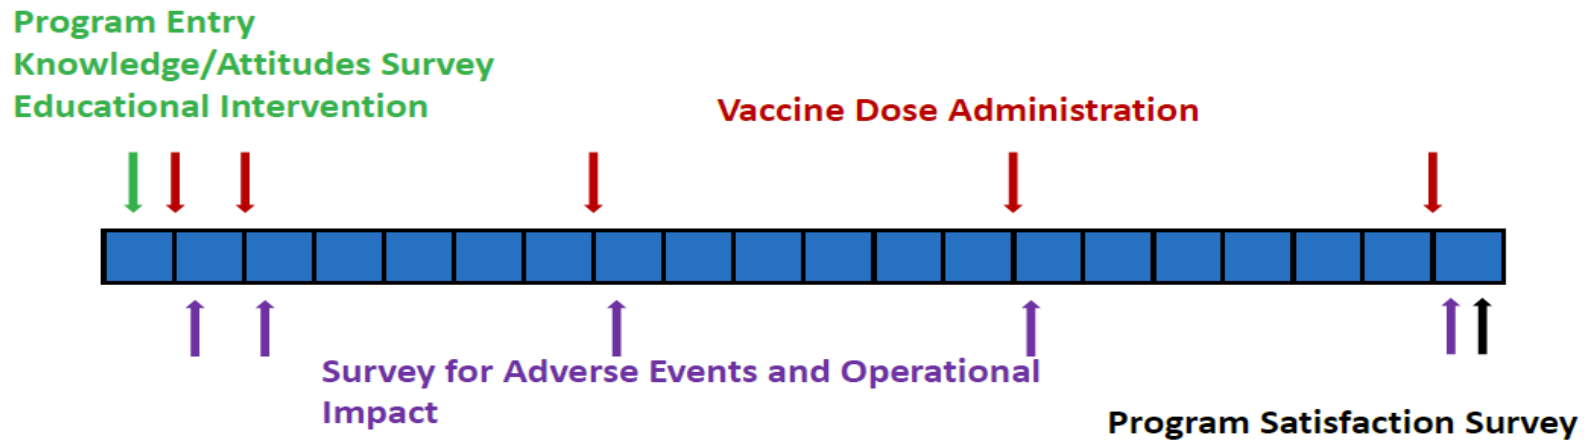 Program Entry
Knowledge/Attitudes Survey
Educational Intervention
Vaccine Dose Administration
Survey for Adverse Events and Operational
Impact
Program Satisfaction Survey